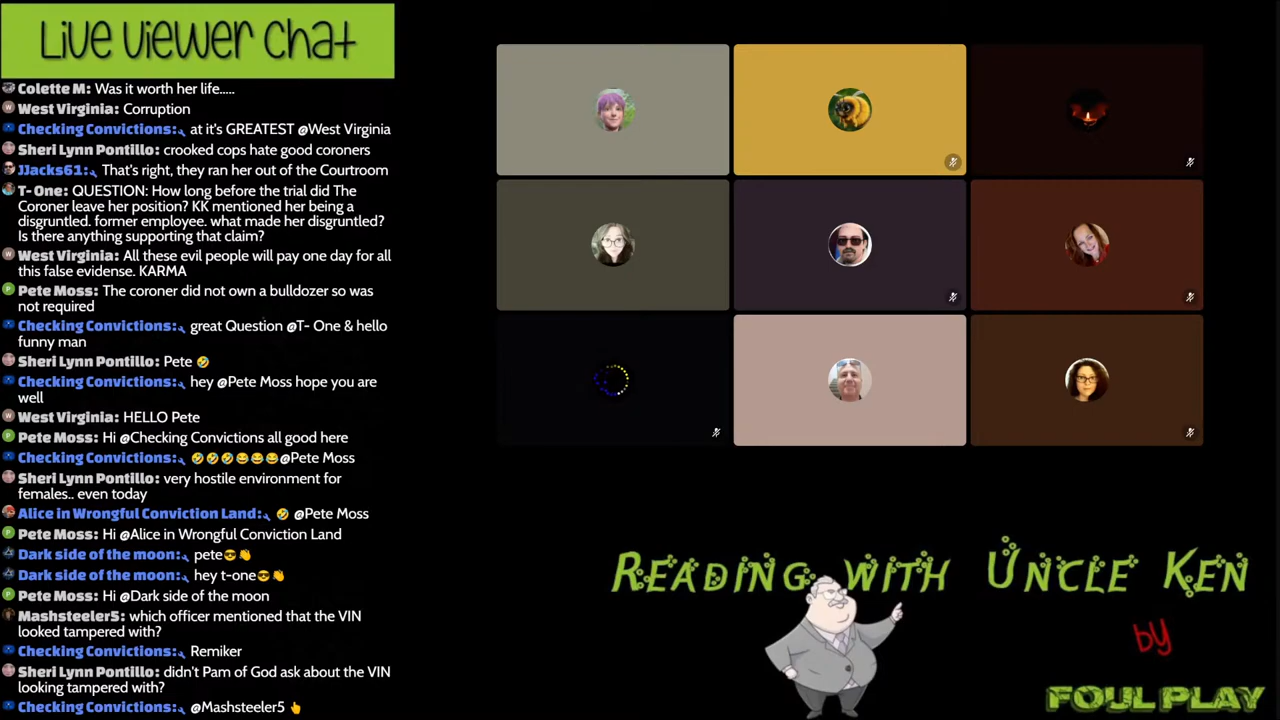 Live Viewer Chat
Colette M: Was it worth her life.....
West Virginia: Corruption
Checking Convictions: at it's GREATEST @West Virginia
Sheri Lynn Pontillo: crooked cops hate good coroners
JJacks61: That's right, they ran her out of the Courtroom
T- One: QUESTION: How long before the trial did The
Coroner leave her position? KK mentioned her being a
disgruntled. former employee. what made her disgruntled?
Is there anything supporting that claim?
West Virginia: All these evil people will pay one day for all
this false evidense. KARMA
Pete Moss: The coroner did not own a bulldozer so was
not required
Checking Convictions: great Question @T- One & hello
funny man
Sheri Lynn Pontillo: Pete 🤣
Checking Convictions: hey @Pete Moss hope you are
well
West Virginia: HELLO Pete
Pete Moss: Hi @Checking Convictions all good here
Checking Convictions: 🤣🤣🤣😂😂😂@Pete Moss
Sheri Lynn Pontillo: very hostile environment for
females.. even today
Alice in Wrongful Conviction Land: 🤣 @Pete Moss
Pete Moss: Hi @Alice in Wrongful Conviction Land
Dark side of the moon: pete😎👏
Dark side of the moon: hey t-one😎👏
Pete Moss: Hi @Dark side of the moon
Mashsteeler5: which officer mentioned that the VIN
looked tampered with?
Checking Convictions: Remiker
Sheri Lynn Pontillo: didn't Pam of God ask about the VIN
looking tampered with?
Checking Convictions: @Mashsteeler5 👆
Reading with Uncle Ken
by
FOUL PLAY